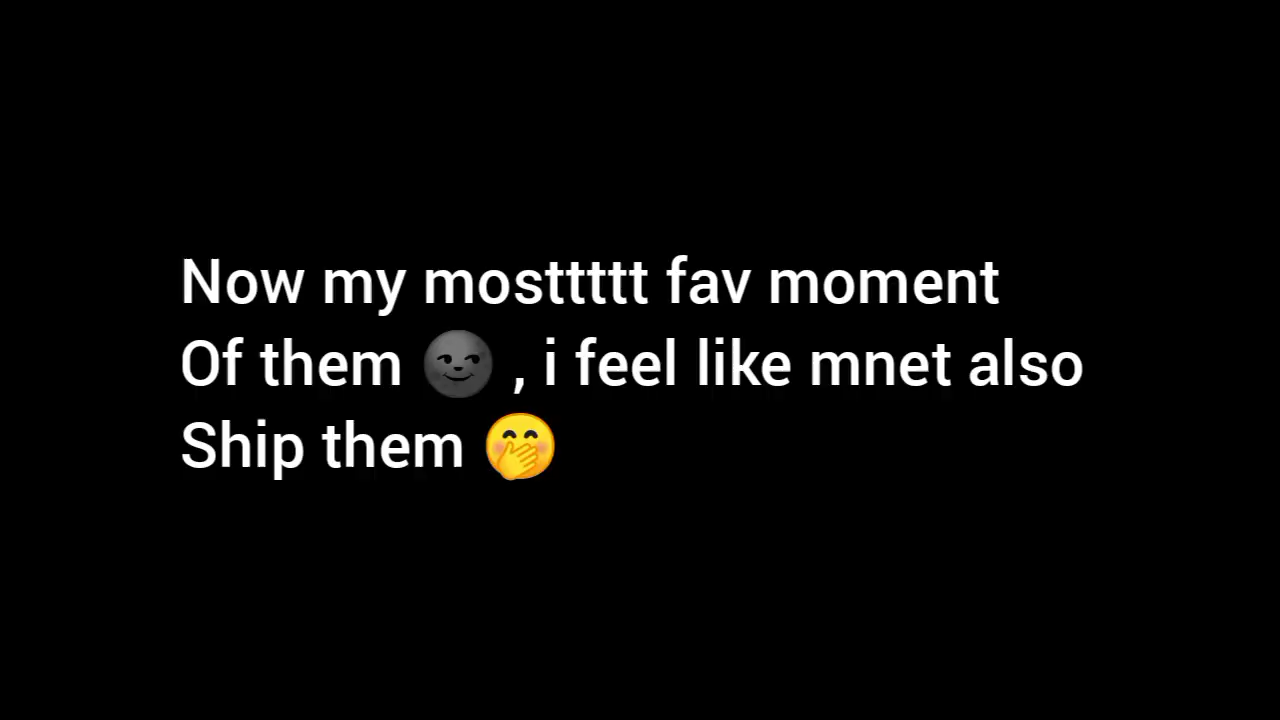 Now my mosttttt fav moment
Of them 🌚 , i feel like mnet also
Ship them 🤭